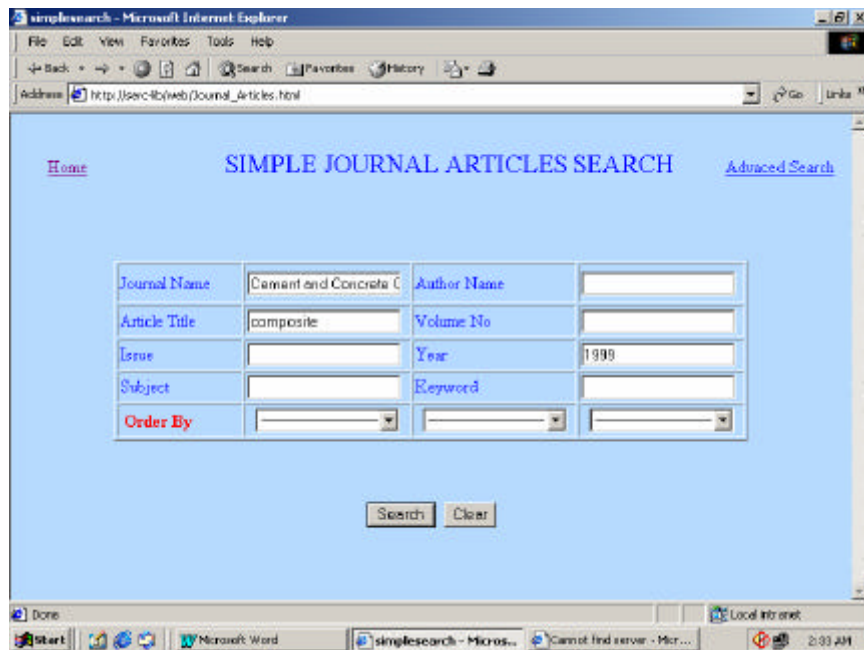 simplesearch - Microsoft Internet Explorer
File Edit View Favorites Tools Help
Back Search Favorites History
Address http://serc-lib/web/Journal_Articles.html Go Links
Home SIMPLE JOURNAL ARTICLES SEARCH Advaced Search
Journal Name Cement and Concrete C Author Name
Article Title composite Volume No
Issue Year 1999
Subject Keyword
Order By
Search Clear
Done Local intranet
Start Microsoft Word simplesearch - Micros... Cannot find server - Micr... 2:33 AM